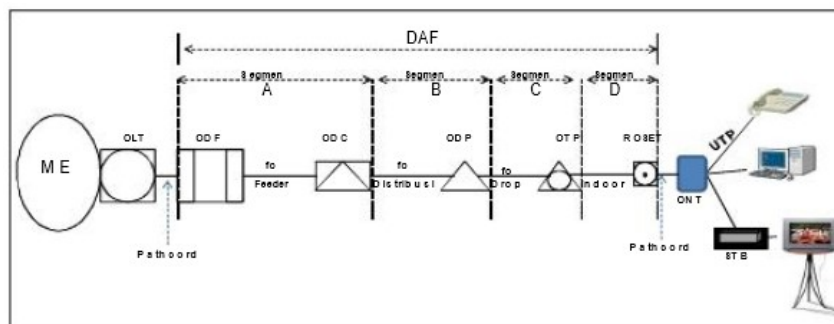 DAF
Segmen Segmen Segmen Segmen
A B C D
OLT ODF ODC ODP OTP ROSET
ME
UTP
fo Feeder
fo Distribusi
fo Drop
Indoor
ONT
Pathcord Pathcord
STB